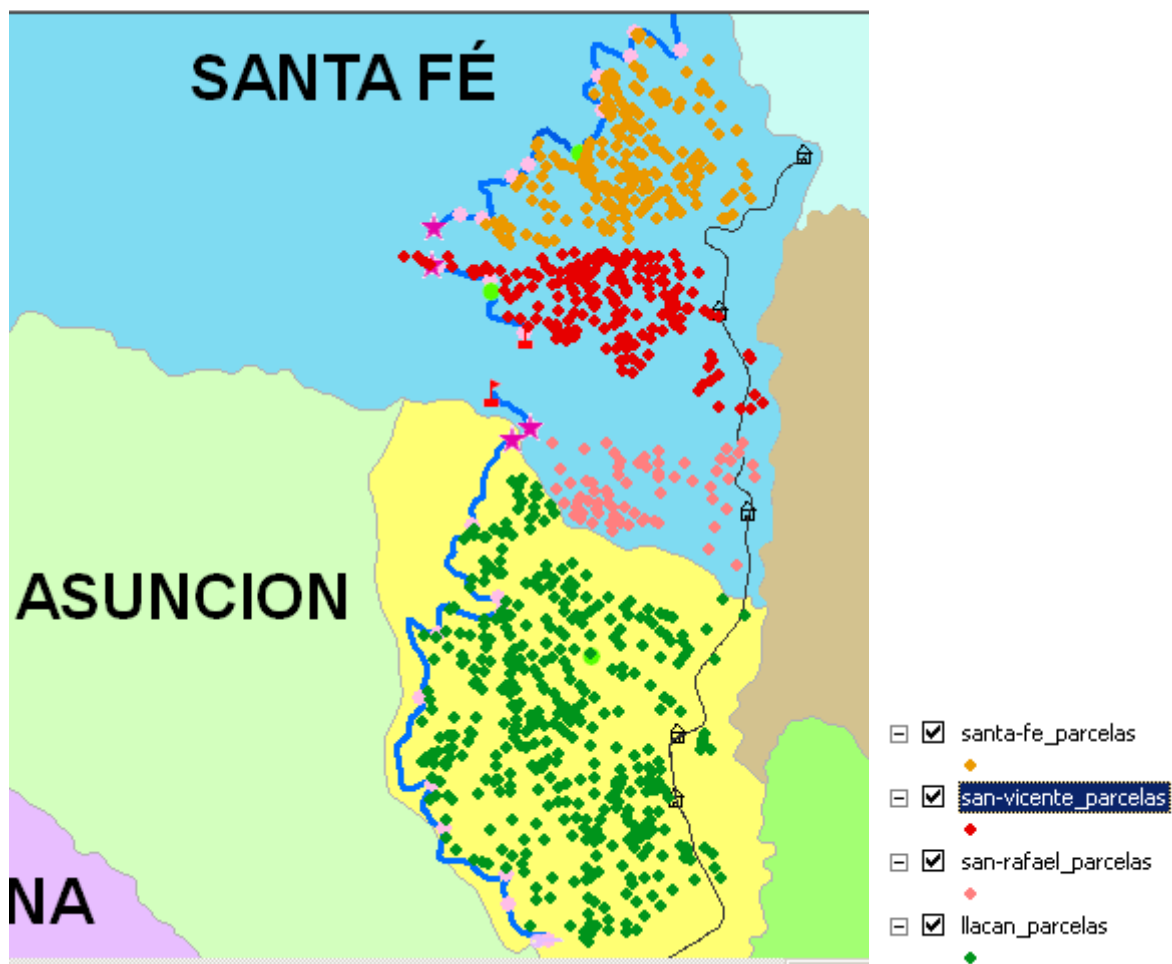 SANTA FÉ
ASUNCION
NA
santa-fe_parcelas
san-vicente_parcelas
san-rafael_parcelas
llacan_parcelas